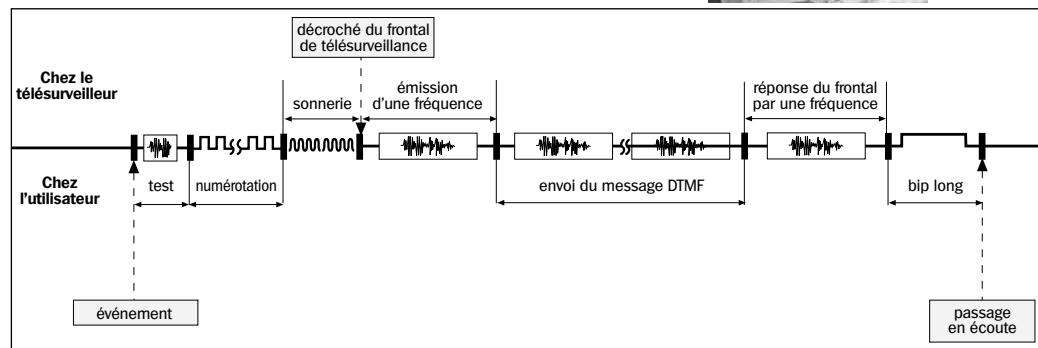 décroché du frontal
de télésurveillance
Chez le
télésurveilleur
sonnerie
émission
d'une fréquence
réponse du frontal
par une fréquence
Chez
l'utilisateur
test
numérotation
envoi du message DTMF
bip long
événement
passage
en écoute